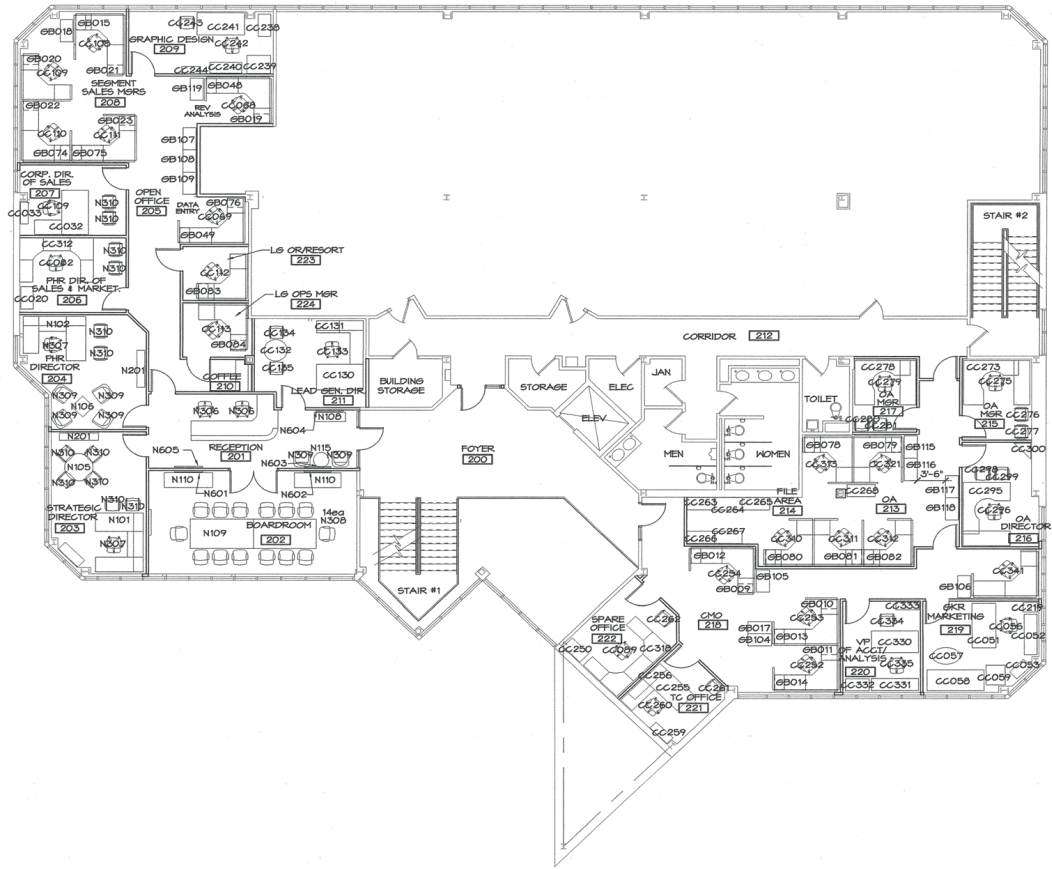 GB015
GB018
CC108
GB020
CC109
GB021
SEGMENT
SALES MGRS
208
GB022
GB023
CC110
CC111
GB074
GB075
CC243
CC241
CC238
GRAPHIC DESIGN
209
CC242
CC244
CC240
CC239
GB119
GB048
REV
ANALYSIS
CC068
GB019
GB107
GB108
GB109
CORP. DIR.
OF SALES
207
CC109
CC033
CC032
N310
N310
OPEN
OFFICE
205
DATA
ENTRY
GB076
CC069
GB049
CC312
N310
N310
PHR DIR. OF
SALES & MARKET.
206
CC020
LG OR/RESORT
223
CC112
GB083
LG OPS MGR
224
CC113
GB084
COFFEE
210
N102
N310
N307
N310
PHR
DIRECTOR
204
N201
N309
N309
N106
N309
N309
CC134
CC131
CC132
CC133
CC135
CC130
LEAD GEN. DIR.
211
BUILDING
STORAGE
CORRIDOR
212
STAIR #2
STORAGE
ELEC
JAN
ELEV
MEN
WOMEN
TOILET
N306
N306
N108
N604
RECEPTION
201
N605
N603
N309
N115
N309
N110
N601
N602
N110
FOYER
200
N201
N310
N310
N105
N310
N310
STRATEGIC
DIRECTOR
203
N310
N310
N101
N307
N109
BOARDROOM
202
14ea
N308
STAIR #1
CC278
CC279
OA
MGR
217
CC280
CC281
CC273
CC275
OA
MGR
215
CC276
CC277
CC300
GB078
CC313
GB079
CC321
GB115
GB116
3'-6"
GB117
GB118
CC298
CC299
CC295
CC296
OA
DIRECTOR
216
CC268
CC263
CC265
CC264
CC267
CC266
FILE
AREA
214
OA
213
CC310
CC311
CC312
GB080
GB081
GB082
GB012
CC254
GB009
GB105
GB106
CC341
CMO
218
GB010
CC253
GB017
GB104
GB013
GB011
CC252
GB014
SPARE
OFFICE
222
CC262
CC250
CC089
CC318
CC256
CC255
CC261
TC OFFICE
221
CC260
CC259
CC333
CC334
CC330
VP
OF ACCT/
ANALYSIS
220
CC335
CC332
CC331
GKR
MARKETING
219
CC219
CC056
CC051
CC052
CC057
CC053
CC058
CC059